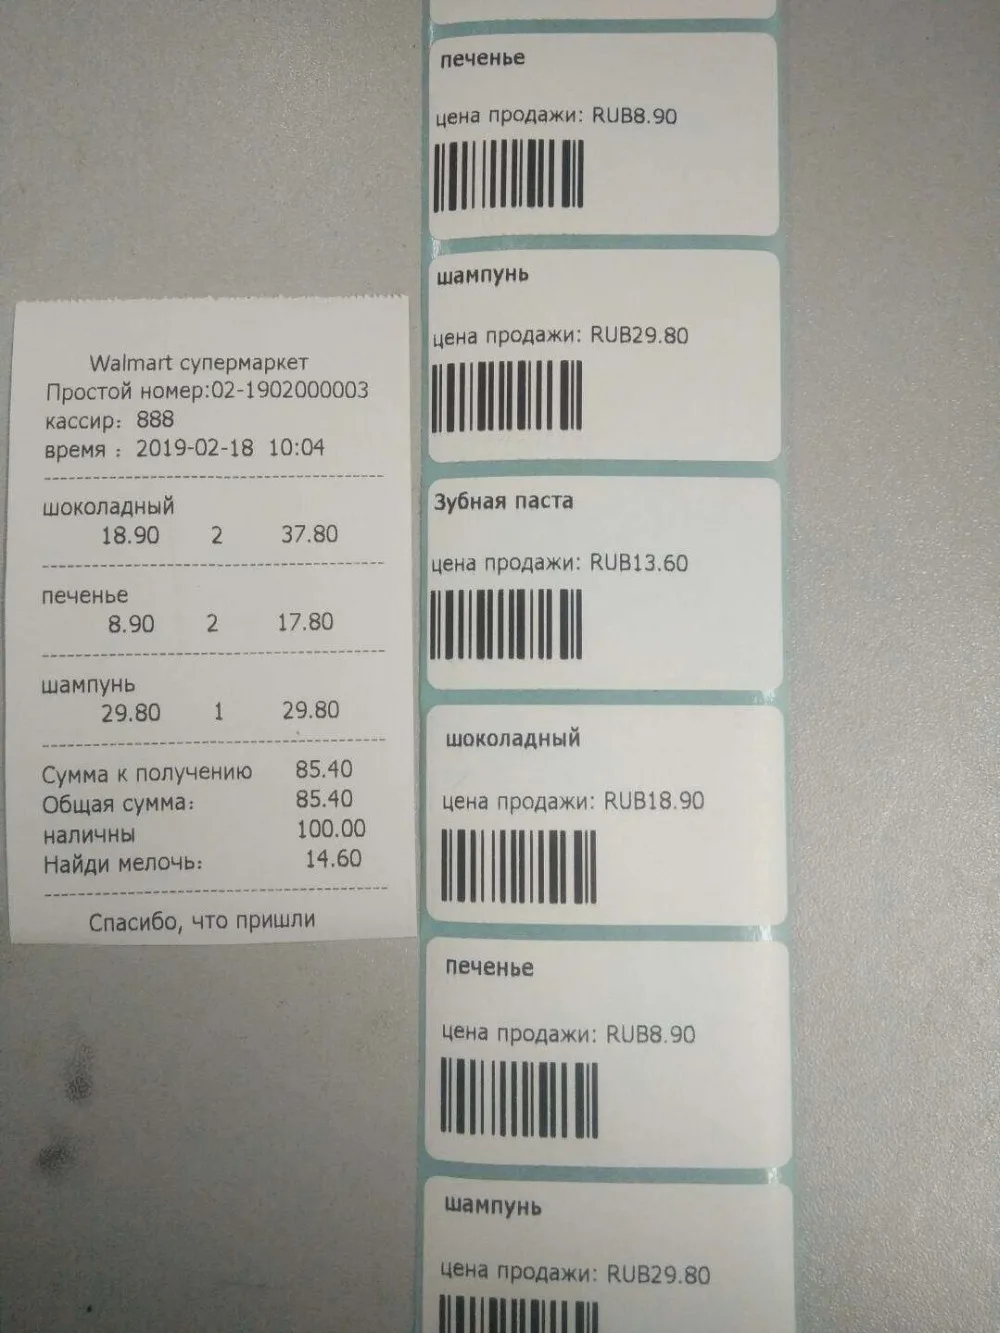 Walmart супермаркет
Простой номер:02-1902000003
кассир: 888
время : 2019-02-18 10:04
шоколадный
18.90 2 37.80
печенье
8.90 2 17.80
шампунь
29.80 1 29.80
Сумма к получению 85.40
Общая сумма: 85.40
наличны 100.00
Найди мелочь: 14.60
Спасибо, что пришли
печенье
цена продажи: RUB8.90
шампунь
цена продажи: RUB29.80
Зубная паста
цена продажи: RUB13.60
шоколадный
цена продажи: RUB18.90
печенье
цена продажи: RUB8.90
шампунь
цена продажи: RUB29.80